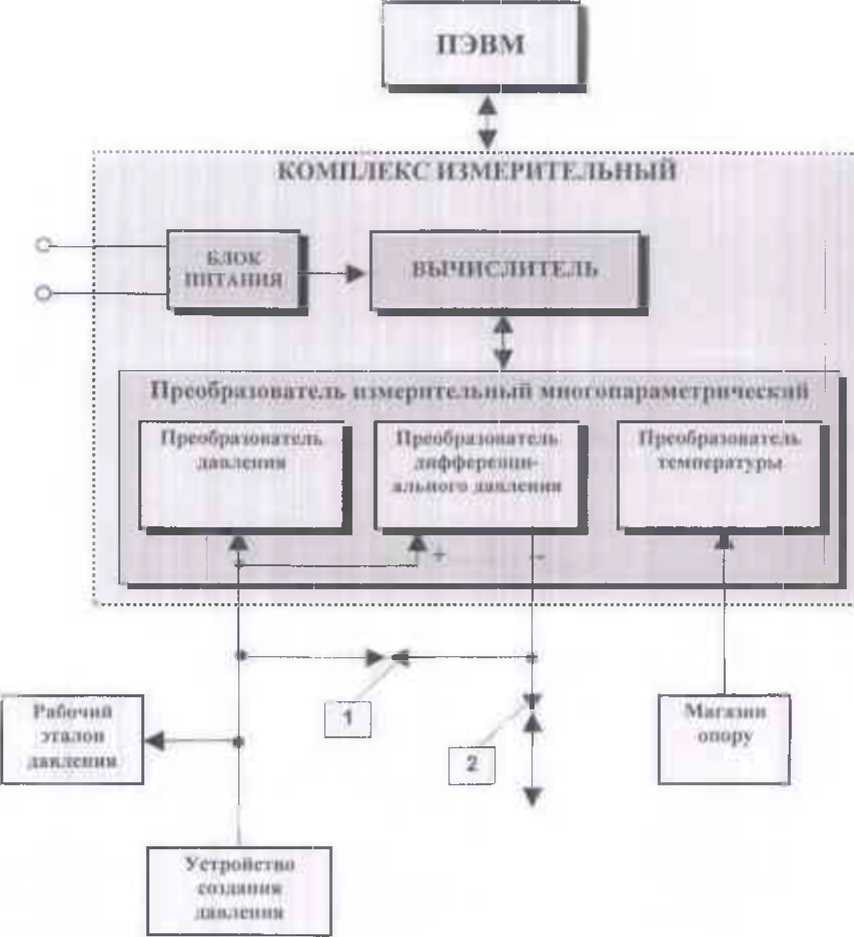 ПЭВМ
КОМПЛЕКС ИЗМЕРИТЕЛЬНЫЙ
БЛОК
ПИТАНИЯ
ВЫЧИСЛИТЕЛЬ
Преобразователь измерительный многопараметрический
Преобразователь
давления
Преобразователь
дифференци-
ального давления
Преобразователь
температуры
+
–
1
2
Рабочий
эталон
давления
Магазин
опору
Устройство
создания
давления